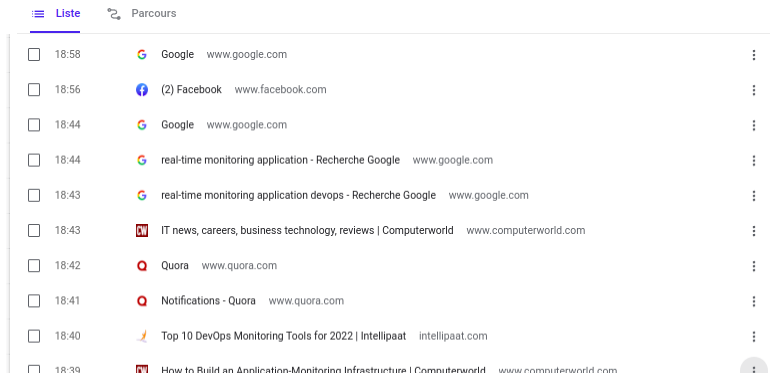 Liste Parcours
18:58 Google www.google.com
18:56 (2) Facebook www.facebook.com
18:44 Google www.google.com
18:44 real-time monitoring application - Recherche Google www.google.com
18:43 real-time monitoring application devops - Recherche Google www.google.com
18:43 CW IT news, careers, business technology, reviews | Computerworld www.computerworld.com
18:42 Quora www.quora.com
18:41 Notifications - Quora www.quora.com
18:40 Top 10 DevOps Monitoring Tools for 2022 | Intellipaat intellipaat.com
18:39 CW How to Build an Application-Monitoring Infrastructure | Computerworld www.computerworld.com